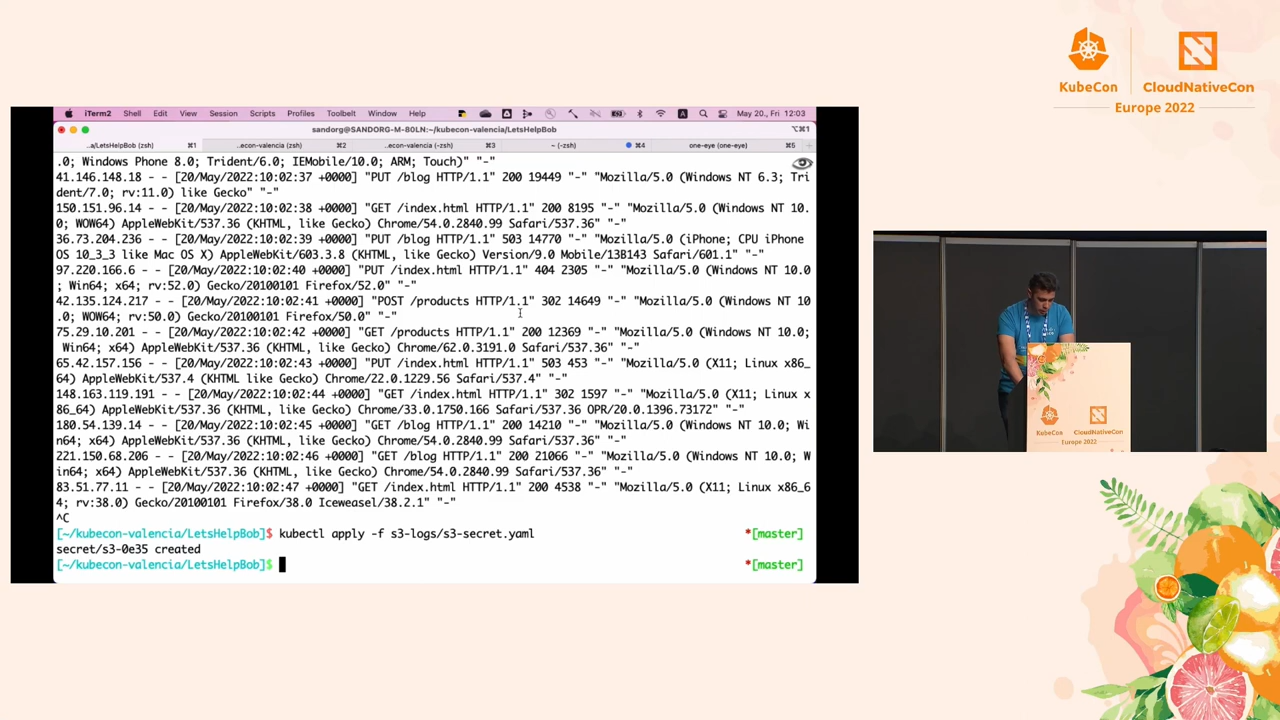 KubeCon
CloudNativeCon
Europe 2022
iTerm2 Shell Edit View Session Scripts Profiles Toolbelt Window Help May 20., Fri 12:03
sandorg@SANDORG-M-80LN:~/kubecon-valencia/LetsHelpBob ⌥⌘1
..a/LetsHelpBob (zsh) ⌘1 ..econ-valencia (zsh) ⌘2 ..econ-valencia (-zsh) ⌘3 ~ (-zsh) ⌘4 one-eye (one-eye) ⌘5
.0; Windows Phone 8.0; Trident/6.0; IEMobile/10.0; ARM; Touch)" "-"
41.146.148.18 - - [20/May/2022:10:02:37 +0000] "PUT /blog HTTP/1.1" 200 19449 "-" "Mozilla/5.0 (Windows NT 6.3; Tri
dent/7.0; rv:11.0) like Gecko" "-"
150.151.96.14 - - [20/May/2022:10:02:38 +0000] "GET /index.html HTTP/1.1" 200 8195 "-" "Mozilla/5.0 (Windows NT 10.
0; WOW64) AppleWebKit/537.36 (KHTML, like Gecko) Chrome/54.0.2840.99 Safari/537.36" "-"
36.73.204.236 - - [20/May/2022:10:02:39 +0000] "PUT /blog HTTP/1.1" 503 14770 "-" "Mozilla/5.0 (iPhone; CPU iPhone
OS 10_3_3 like Mac OS X) AppleWebKit/603.3.8 (KHTML, like Gecko) Version/9.0 Mobile/13B143 Safari/601.1" "-"
97.220.166.6 - - [20/May/2022:10:02:40 +0000] "PUT /index.html HTTP/1.1" 404 2305 "-" "Mozilla/5.0 (Windows NT 10.0
; Win64; x64; rv:52.0) Gecko/20100101 Firefox/52.0" "-"
42.135.124.217 - - [20/May/2022:10:02:41 +0000] "POST /products HTTP/1.1" 302 14649 "-" "Mozilla/5.0 (Windows NT 10
.0; WOW64; rv:50.0) Gecko/20100101 Firefox/50.0" "-"
75.29.10.201 - - [20/May/2022:10:02:42 +0000] "GET /products HTTP/1.1" 200 12369 "-" "Mozilla/5.0 (Windows NT 10.0;
Win64; x64) AppleWebKit/537.36 (KHTML, like Gecko) Chrome/62.0.3191.0 Safari/537.36" "-"
65.42.157.156 - - [20/May/2022:10:02:43 +0000] "PUT /index.html HTTP/1.1" 503 453 "-" "Mozilla/5.0 (X11; Linux x86_
64) AppleWebKit/537.4 (KHTML like Gecko) Chrome/22.0.1229.56 Safari/537.4" "-"
148.163.119.191 - - [20/May/2022:10:02:44 +0000] "GET /index.html HTTP/1.1" 302 1597 "-" "Mozilla/5.0 (X11; Linux x
86_64) AppleWebKit/537.36 (KHTML, like Gecko) Chrome/33.0.1750.166 Safari/537.36 OPR/20.0.1396.73172" "-"
180.54.139.14 - - [20/May/2022:10:02:45 +0000] "GET /blog HTTP/1.1" 200 14210 "-" "Mozilla/5.0 (Windows NT 10.0; Wi
n64; x64) AppleWebKit/537.36 (KHTML, like Gecko) Chrome/54.0.2840.99 Safari/537.36" "-"
221.150.68.206 - - [20/May/2022:10:02:46 +0000] "GET /blog HTTP/1.1" 200 21066 "-" "Mozilla/5.0 (Windows NT 10.0; W
in64; x64) AppleWebKit/537.36 (KHTML, like Gecko) Chrome/54.0.2840.99 Safari/537.36" "-"
83.51.77.11 - - [20/May/2022:10:02:47 +0000] "GET /index.html HTTP/1.1" 200 4538 "-" "Mozilla/5.0 (X11; Linux x86_6
4; rv:38.0) Gecko/20100101 Firefox/38.0 Iceweasel/38.2.1" "-"
^C
[~/kubecon-valencia/LetsHelpBob]$ kubectl apply -f s3-logs/s3-secret.yaml *[master]
secret/s3-0e35 created
[~/kubecon-valencia/LetsHelpBob]$ *[master]
KubeCon
CloudNativeCon
Europe 2022